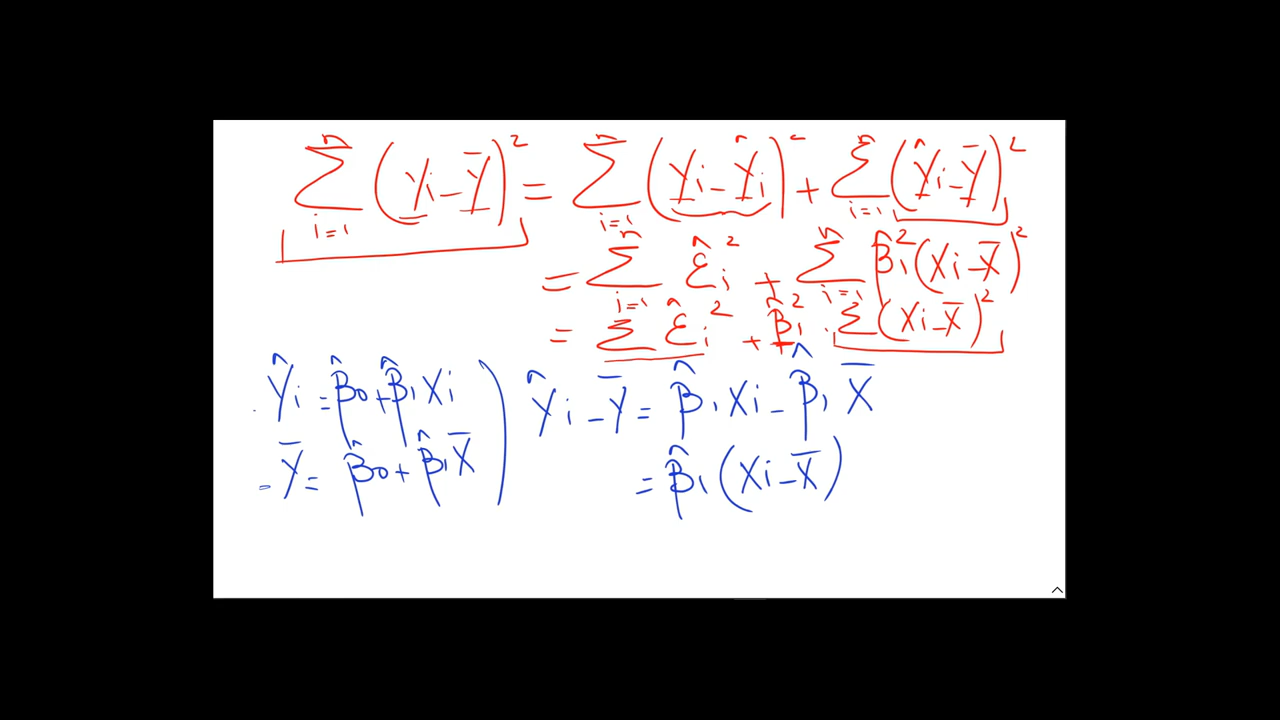 ∑_{i=1}^{n} (Yi − Ȳ)² = ∑_{i=1}^{n} (Yi − Ŷi)² + ∑_{i=1}^{n} (Ŷi − Ȳ)²
= ∑_{i=1}^{n} ε̂i² + ∑_{i=1}^{n} β̂1² (Xi − X̄)²
= ∑ ε̂i² + β̂1² · ∑ (Xi − X̄)²
Ŷi = β̂0 + β̂1 Xi
Ȳ = β̂0 + β̂1 X̄
Ŷi − Ȳ = β̂1 Xi − β̂1 X̄
= β̂1 (Xi − X̄)